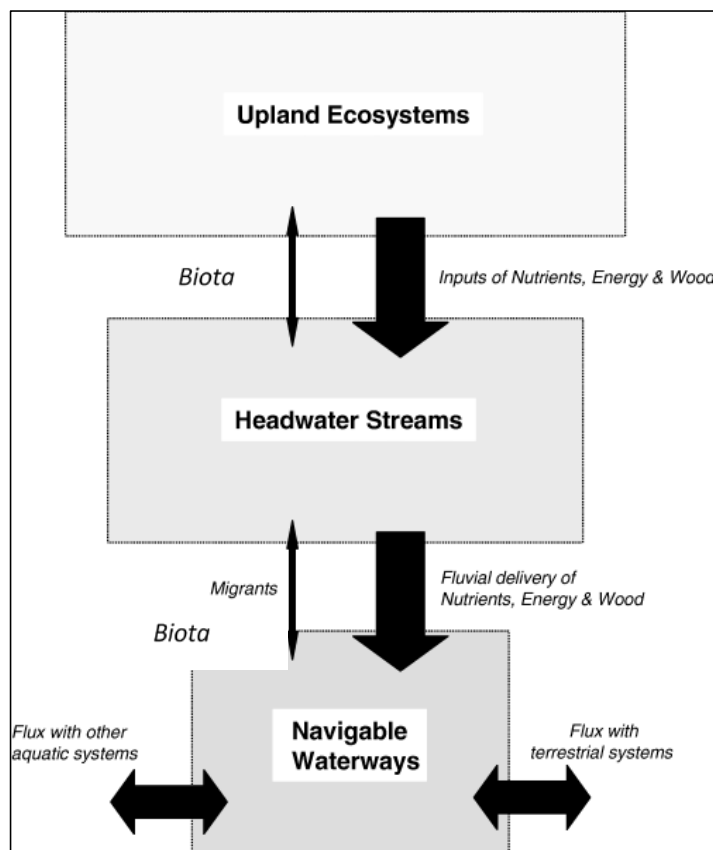 Upland Ecosystems
Biota
Inputs of Nutrients, Energy & Wood
Headwater Streams
Migrants
Fluvial delivery of
Nutrients, Energy & Wood
Biota
Flux with other
aquatic systems
Navigable
Waterways
Flux with
terrestrial systems